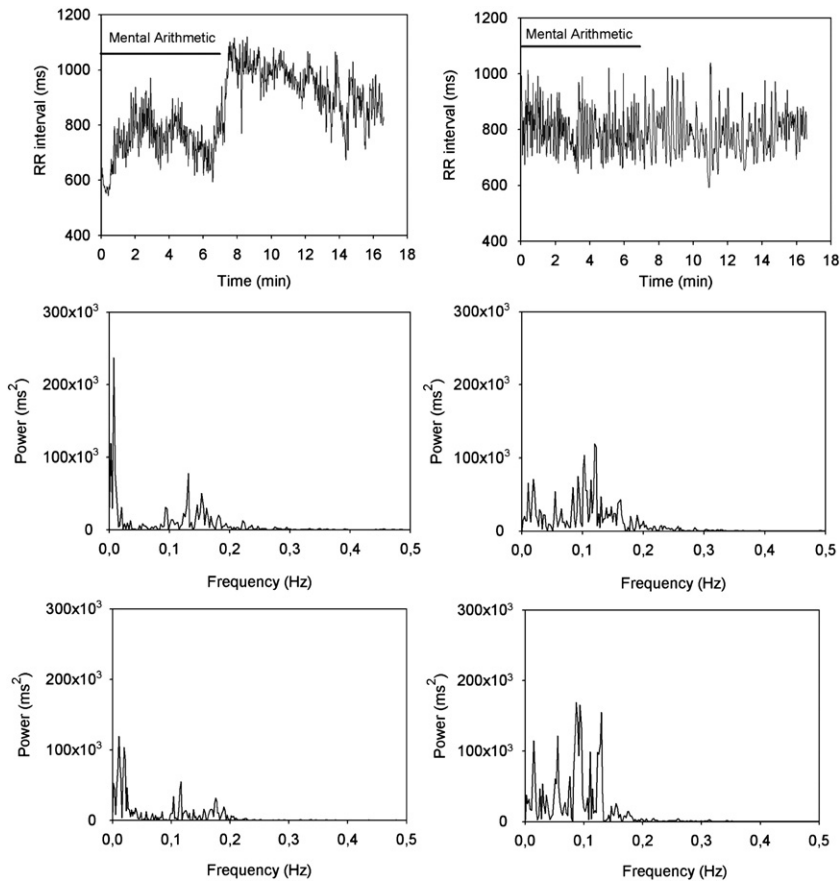 1200
Mental Arithmetic
1000
800
600
400
RR interval (ms)
0 2 4 6 8 10 12 14 16 18
Time (min)
1200
Mental Arithmetic
1000
800
600
400
RR interval (ms)
0 2 4 6 8 10 12 14 16 18
Time (min)
300x10³
200x10³
100x10³
0
Power (ms²)
0,0 0,1 0,2 0,3 0,4 0,5
Frequency (Hz)
300x10³
200x10³
100x10³
0
Power (ms²)
0,0 0,1 0,2 0,3 0,4 0,5
Frequency (Hz)
300x10³
200x10³
100x10³
0
Power (ms²)
0,0 0,1 0,2 0,3 0,4 0,5
Frequency (Hz)
300x10³
200x10³
100x10³
0
Power (ms²)
0,0 0,1 0,2 0,3 0,4 0,5
Frequency (Hz)